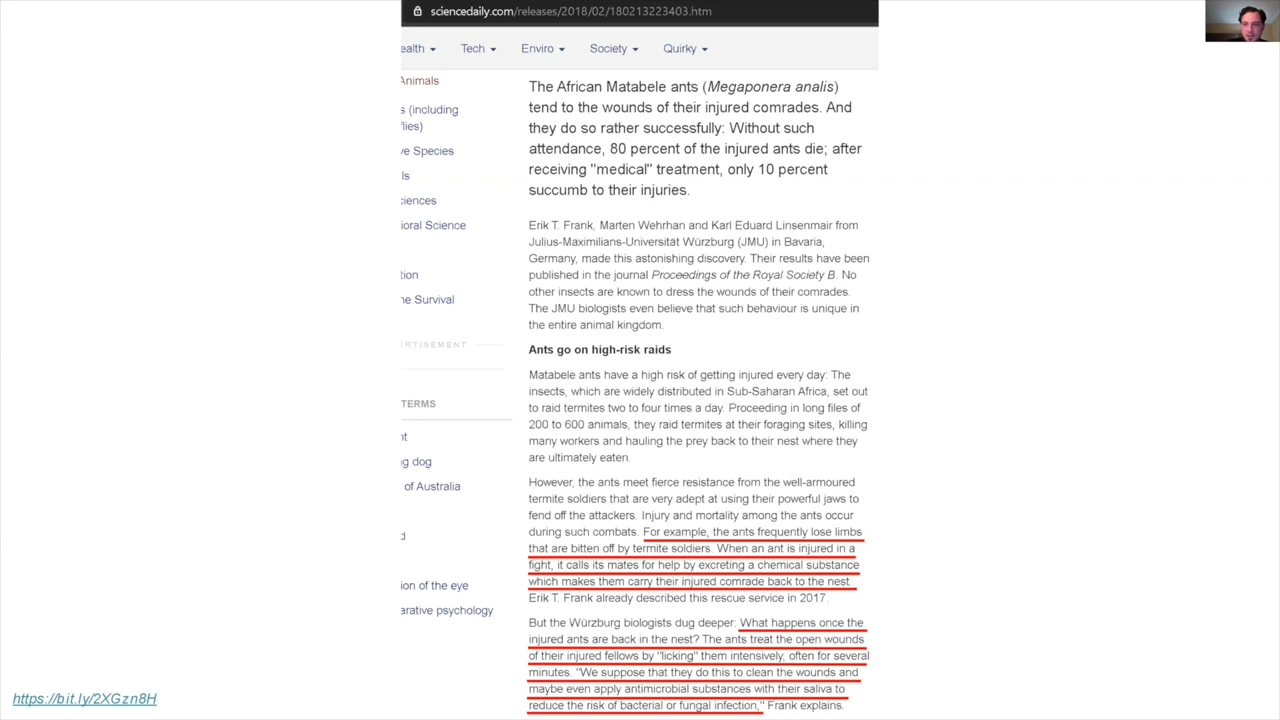 sciencedaily.com/releases/2018/02/180213223403.htm
ealth Tech Enviro Society Quirky
Animals
s (including
flies)
ve Species
ls
ciences
ioral Science
tion
he Survival
ERTISEMENT
TERMS
nt
ng dog
of Australia
d
ion of the eye
arative psychology
The African Matabele ants (Megaponera analis)
tend to the wounds of their injured comrades. And
they do so rather successfully: Without such
attendance, 80 percent of the injured ants die; after
receiving "medical" treatment, only 10 percent
succumb to their injuries.
Erik T. Frank, Marten Wehrhan and Karl Eduard Linsenmair from
Julius-Maximilians-Universität Würzburg (JMU) in Bavaria,
Germany, made this astonishing discovery. Their results have been
published in the journal Proceedings of the Royal Society B. No
other insects are known to dress the wounds of their comrades.
The JMU biologists even believe that such behaviour is unique in
the entire animal kingdom.
Ants go on high-risk raids
Matabele ants have a high risk of getting injured every day: The
insects, which are widely distributed in Sub-Saharan Africa, set out
to raid termites two to four times a day. Proceeding in long files of
200 to 600 animals, they raid termites at their foraging sites, killing
many workers and hauling the prey back to their nest where they
are ultimately eaten.
However, the ants meet fierce resistance from the well-armoured
termite soldiers that are very adept at using their powerful jaws to
fend off the attackers. Injury and mortality among the ants occur
during such combats. For example, the ants frequently lose limbs
that are bitten off by termite soldiers. When an ant is injured in a
fight, it calls its mates for help by excreting a chemical substance
which makes them carry their injured comrade back to the nest.
Erik T. Frank already described this rescue service in 2017.
But the Würzburg biologists dug deeper: What happens once the
injured ants are back in the nest? The ants treat the open wounds
of their injured fellows by "licking" them intensively, often for several
minutes. "We suppose that they do this to clean the wounds and
maybe even apply antimicrobial substances with their saliva to
reduce the risk of bacterial or fungal infection," Frank explains.
https://bit.ly/2XGzn8H